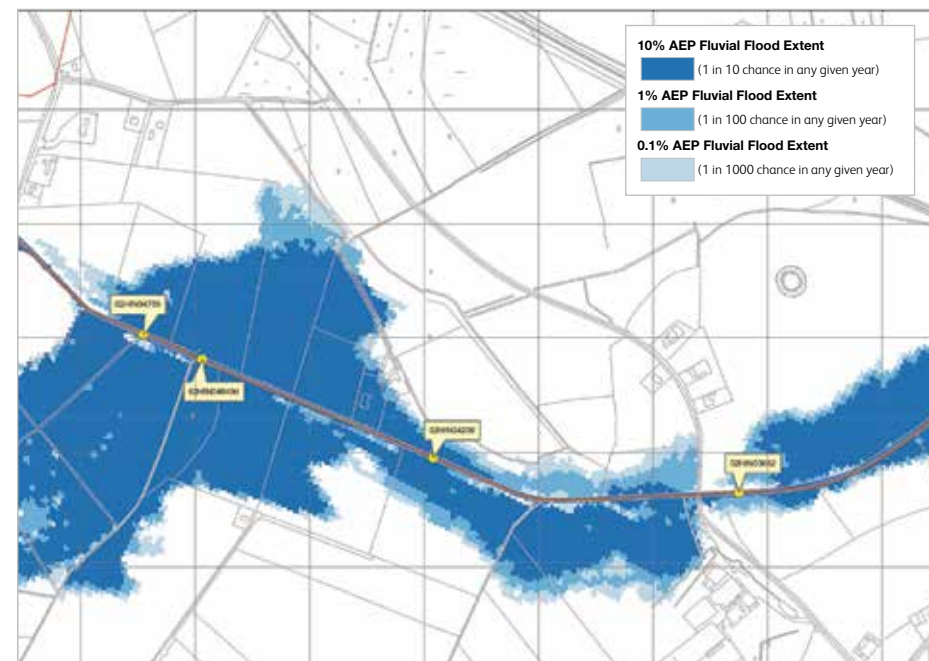 10% AEP Fluvial Flood Extent
(1 in 10 chance in any given year)
1% AEP Fluvial Flood Extent
(1 in 100 chance in any given year)
0.1% AEP Fluvial Flood Extent
(1 in 1000 chance in any given year)